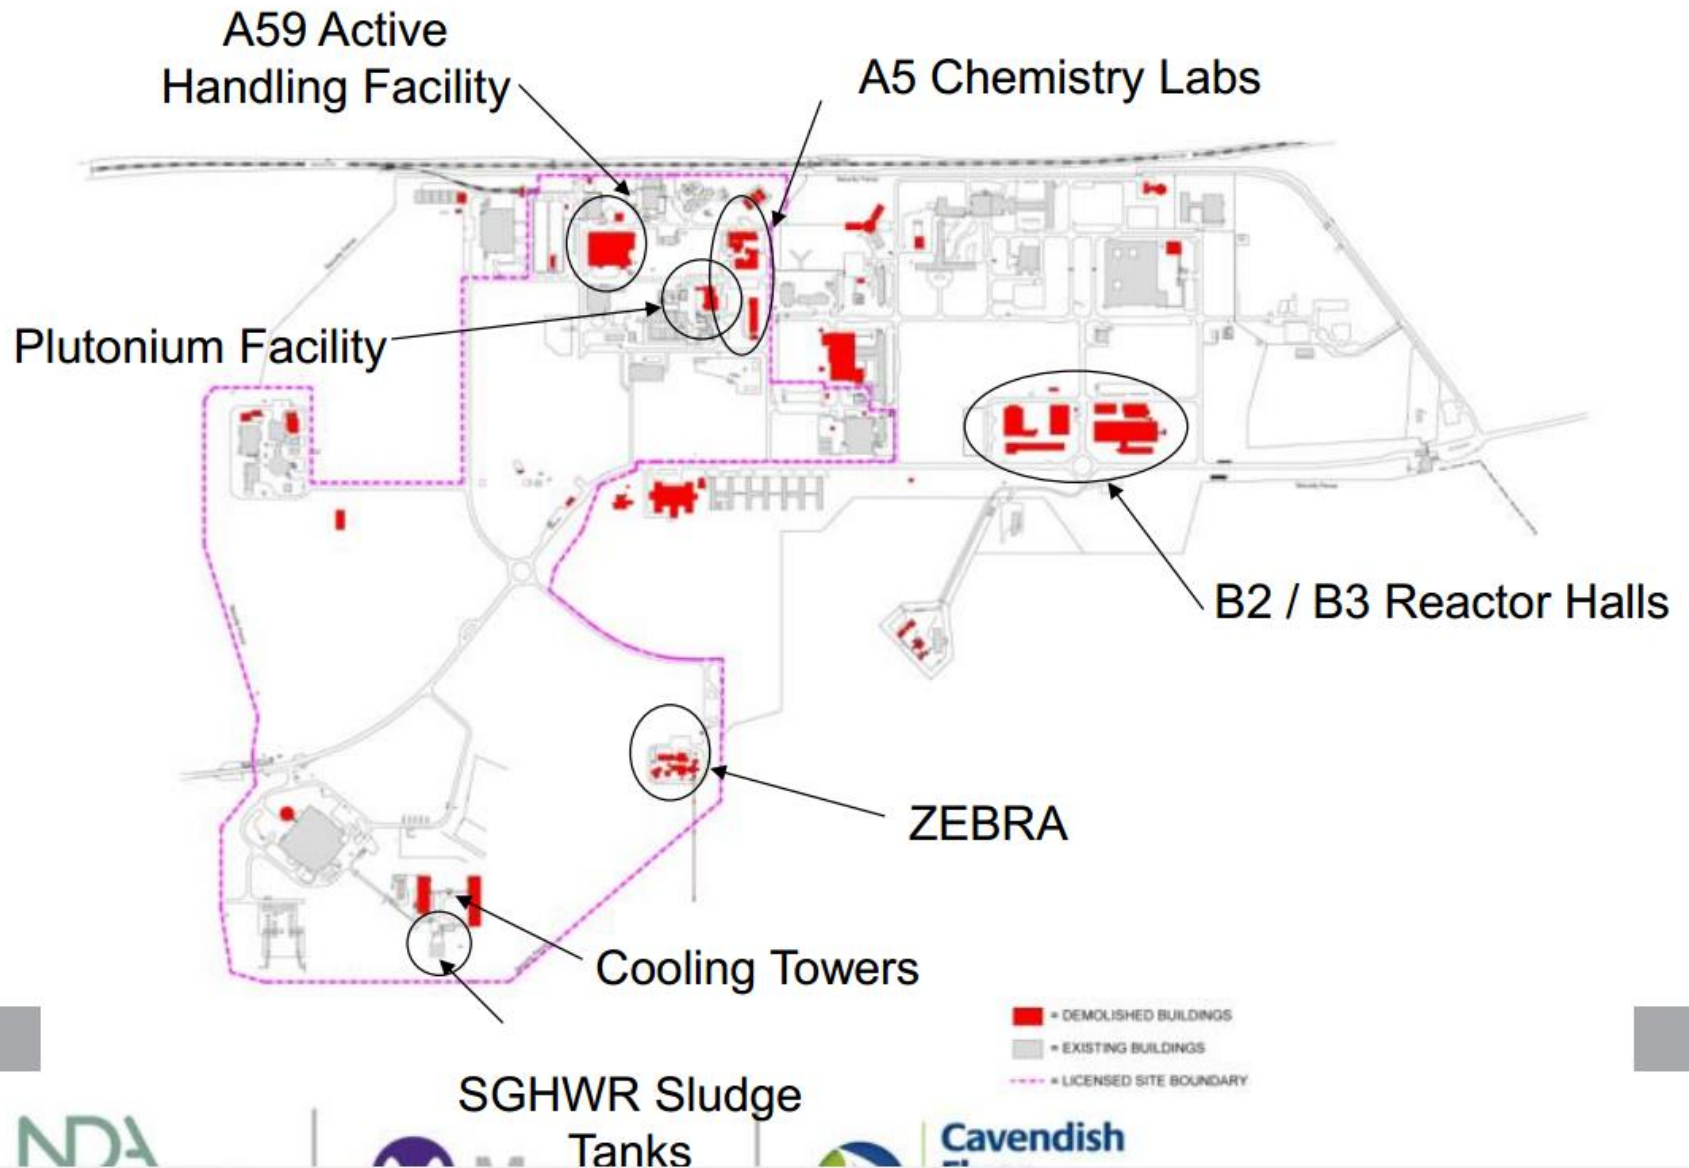 A59 Active
Handling Facility
A5 Chemistry Labs
Plutonium Facility
B2 / B3 Reactor Halls
ZEBRA
Cooling Towers
SGHWR Sludge
Tanks
= DEMOLISHED BUILDINGS
= EXISTING BUILDINGS
= LICENSED SITE BOUNDARY
NDA
Cavendish